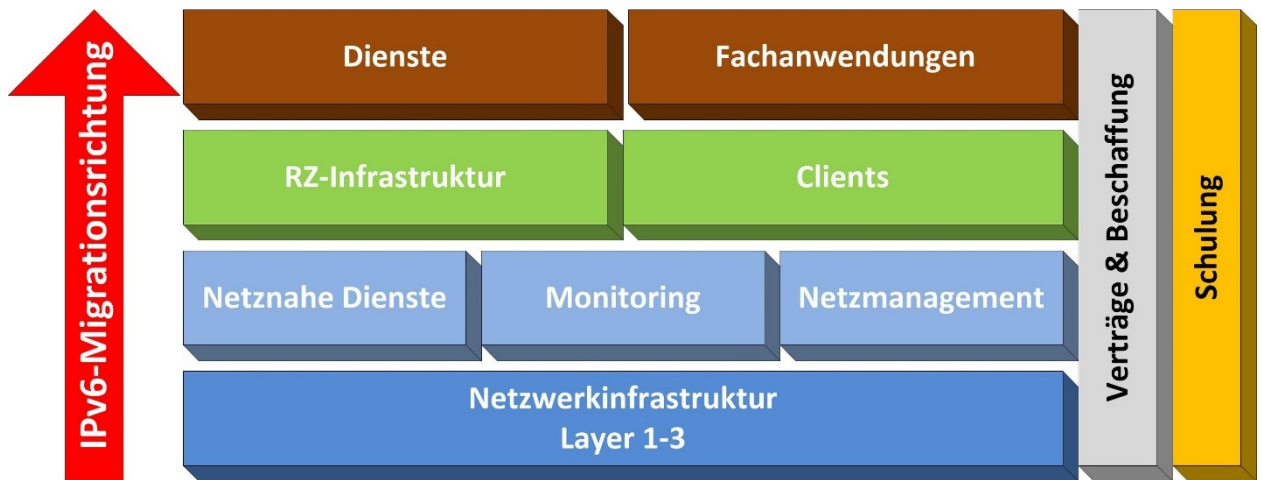 IPv6-Migrationsrichtung
Dienste
Fachanwendungen
RZ-Infrastruktur
Clients
Netznahe Dienste
Monitoring
Netzmanagement
Netzwerkinfrastruktur
Layer 1-3
Verträge & Beschaffung
Schulung